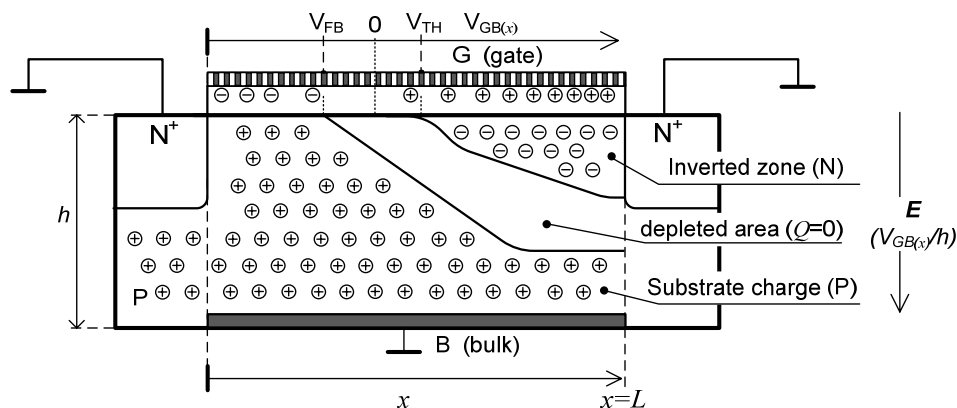 V_FB 0 V_TH V_GB(x)
G (gate)
N+
N+
Inverted zone (N)
h
E
(V_GB(x)/h)
depleted area (Q=0)
P
Substrate charge (P)
B (bulk)
x
x=L